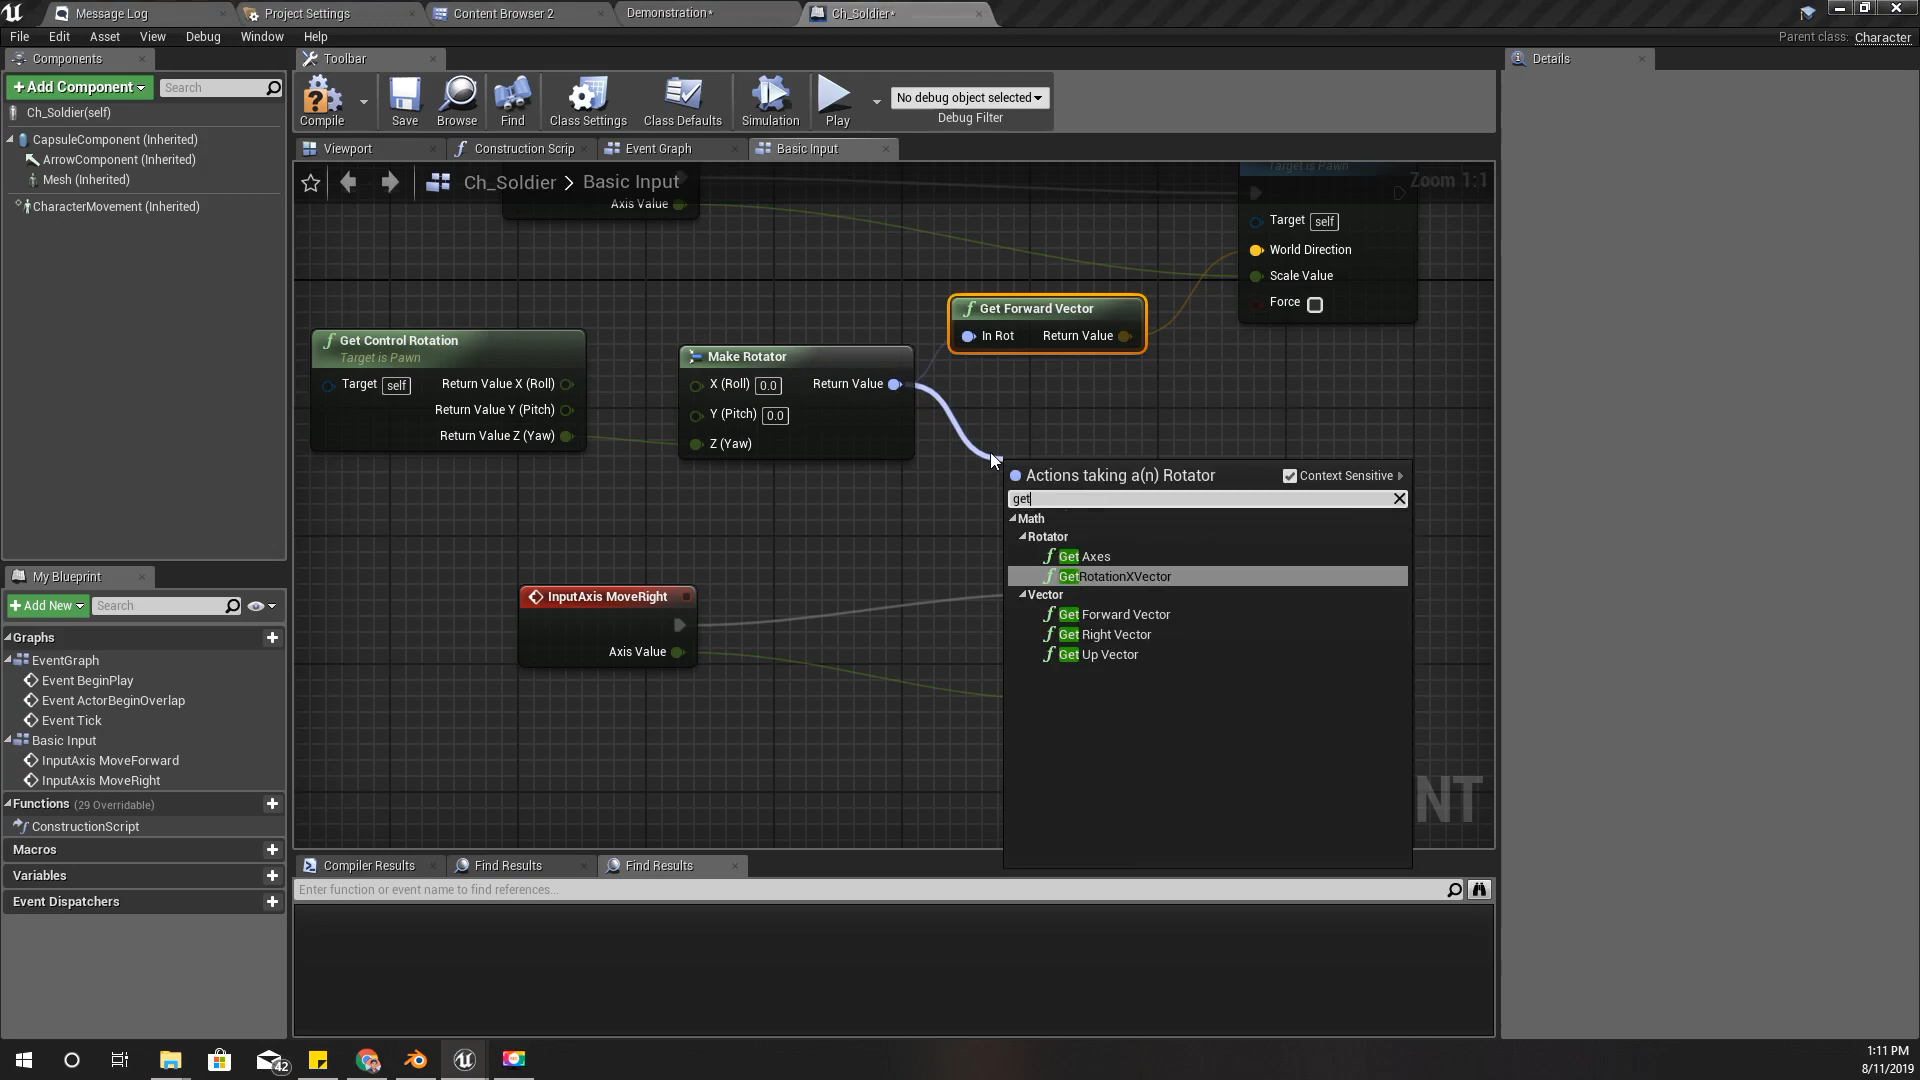 Message Log
Project Settings
Content Browser 2
Demonstration*
Ch_Soldier*
File Edit Asset View Debug Window Help
Parent class: Character
Components
Toolbar
Details
+Add Component
Search
Compile
Save
Browse
Find
Class Settings
Class Defaults
Simulation
Play
No debug object selected
Debug Filter
Ch_Soldier(self)
CapsuleComponent (Inherited)
ArrowComponent (Inherited)
Mesh (Inherited)
CharacterMovement (Inherited)
Viewport
Construction Scrip
Event Graph
Basic Input
Ch_Soldier > Basic Input
Zoom 1:1
Axis Value
Target is Pawn
Target self
World Direction
Scale Value
Force
Get Forward Vector
In Rot Return Value
Get Control Rotation
Target is Pawn
Target self Return Value X (Roll)
Return Value Y (Pitch)
Return Value Z (Yaw)
Make Rotator
X (Roll) 0.0 Return Value
Y (Pitch) 0.0
Z (Yaw)
Actions taking a(n) Rotator
Context Sensitive
get
Math
Rotator
Get Axes
GetRotationXVector
Vector
Get Forward Vector
Get Right Vector
Get Up Vector
InputAxis MoveRight
Axis Value
NT
My Blueprint
+Add New
Search
Graphs
EventGraph
Event BeginPlay
Event ActorBeginOverlap
Event Tick
Basic Input
InputAxis MoveForward
InputAxis MoveRight
Functions (29 Overridable)
ConstructionScript
Macros
Variables
Event Dispatchers
Compiler Results
Find Results
Find Results
Enter function or event name to find references...
42
1:11 PM
8/11/2019